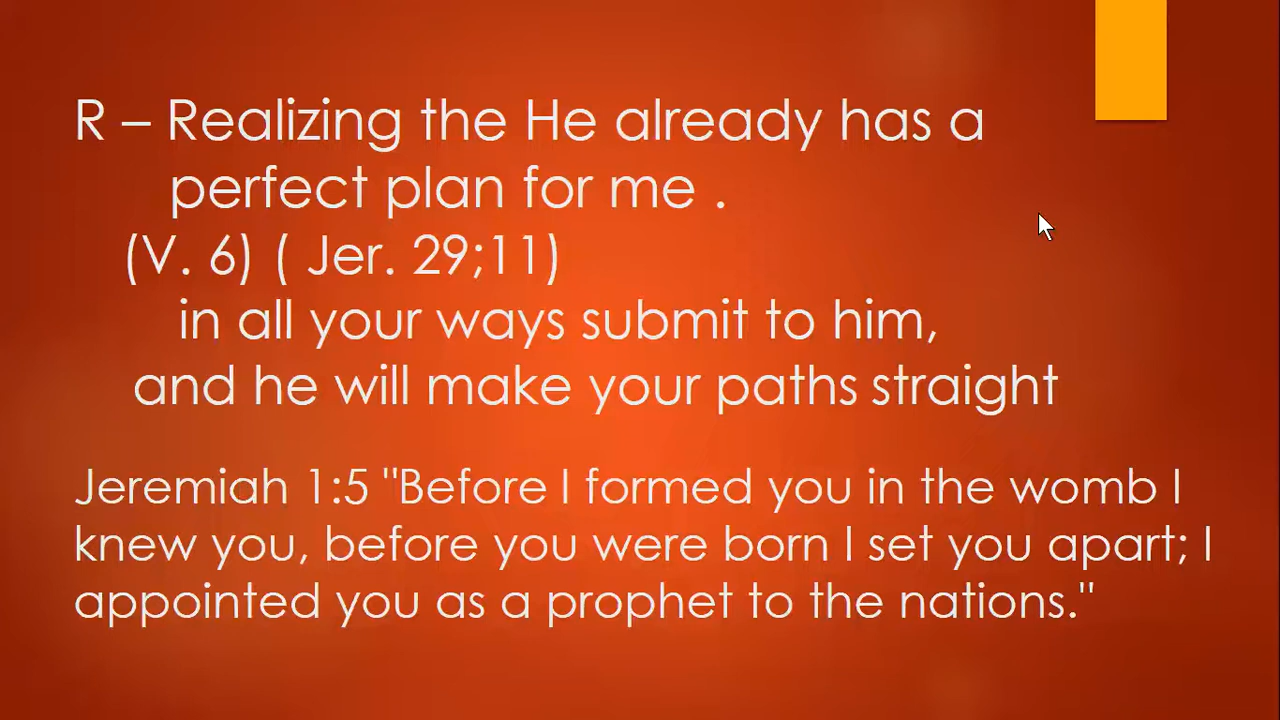 R – Realizing the He already has a
perfect plan for me .
(V. 6) ( Jer. 29;11)
in all your ways submit to him,
and he will make your paths straight
Jeremiah 1:5 "Before I formed you in the womb I
knew you, before you were born I set you apart; I
appointed you as a prophet to the nations."